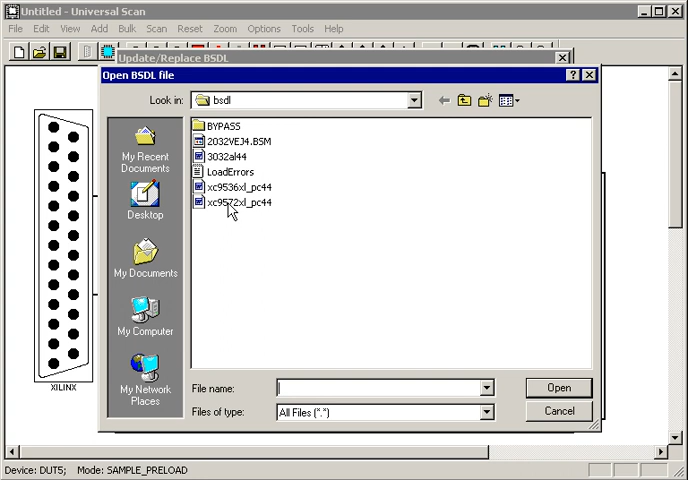 Untitled - Universal Scan
File Edit View Add Bulk Scan Reset Zoom Options Tools Help
Update/Replace BSDL
Open BSDL file
Look in: bsdl
BYPASS
2032VEJ4.BSM
3032al44
LoadErrors
xc9536xl_pc44
xc9572xl_pc44
My Recent
Documents
Desktop
My Documents
My Computer
My Network
Places
File name: Open
Files of type: All Files (*.*) Cancel
XILINX
Device: DUT5; Mode: SAMPLE_PRELOAD